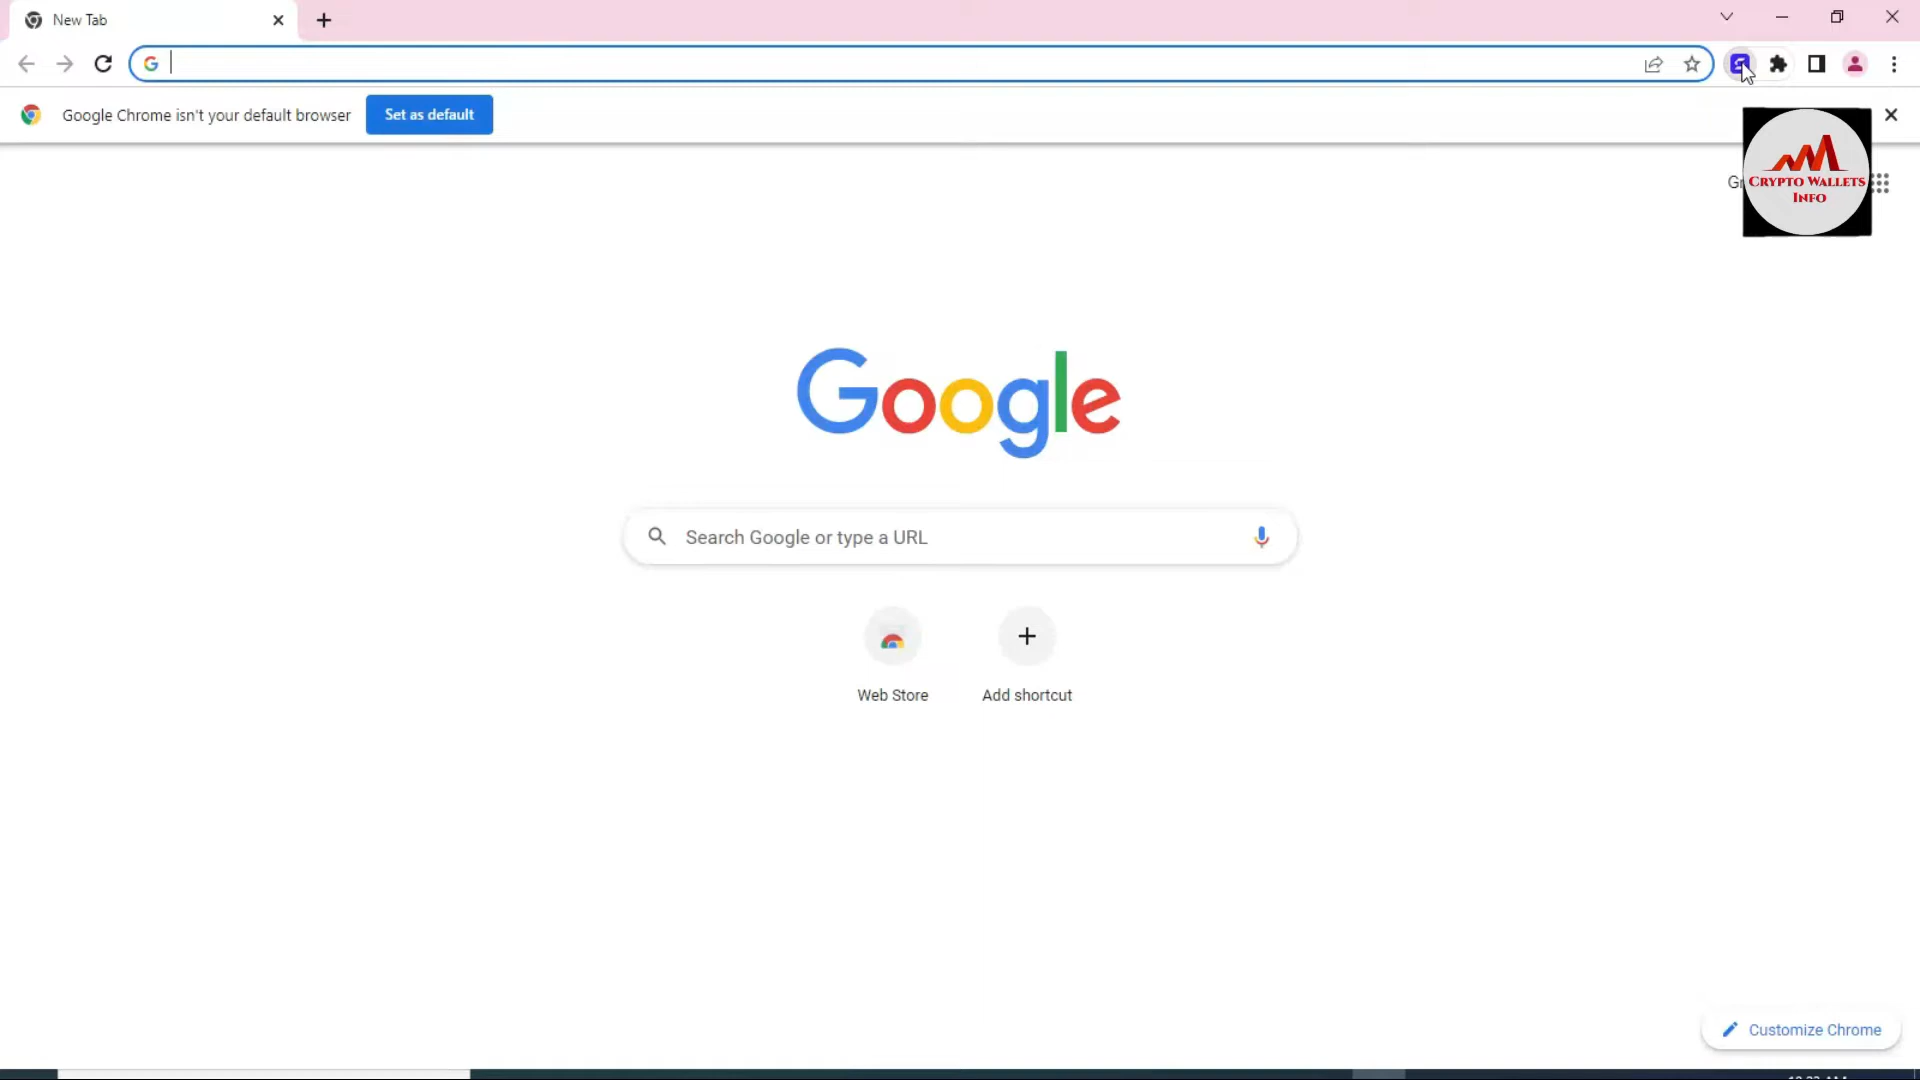 New Tab
Google Chrome isn't your default browser
Set as default
CRYPTO WALLETS
INFO
Google
Search Google or type a URL
Web Store
Add shortcut
Customize Chrome